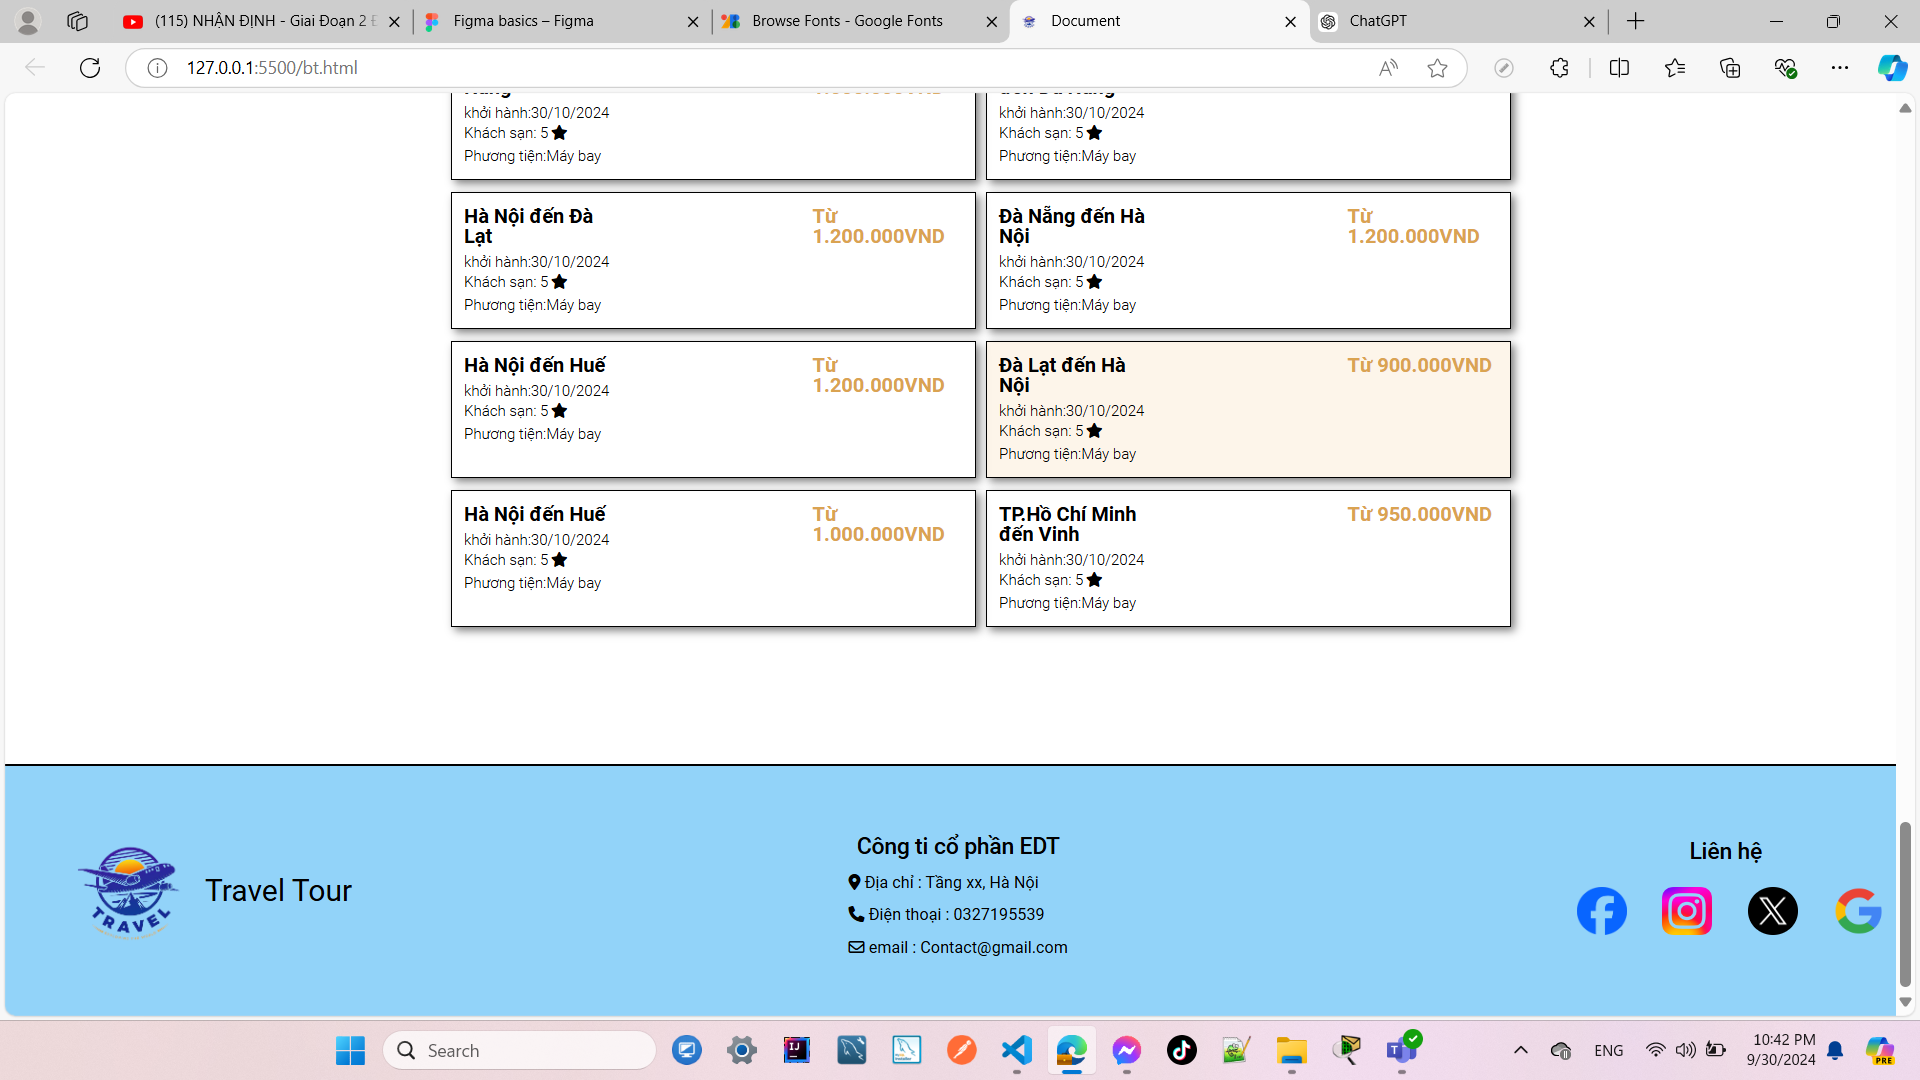 (115) NHẬN ĐỊNH - Giai Đoạn 2
Figma basics – Figma
Browse Fonts - Google Fonts
Document
ChatGPT
127.0.0.1:5500/bt.html
khởi hành:30/10/2024
Khách sạn: 5
Phương tiện:Máy bay
khởi hành:30/10/2024
Khách sạn: 5
Phương tiện:Máy bay
Hà Nội đến Đà
Lạt
Từ
1.200.000VND
khởi hành:30/10/2024
Khách sạn: 5
Phương tiện:Máy bay
Đà Nẵng đến Hà
Nội
Từ
1.200.000VND
khởi hành:30/10/2024
Khách sạn: 5
Phương tiện:Máy bay
Hà Nội đến Huế
Từ
1.200.000VND
khởi hành:30/10/2024
Khách sạn: 5
Phương tiện:Máy bay
Đà Lạt đến Hà
Nội
Từ 900.000VND
khởi hành:30/10/2024
Khách sạn: 5
Phương tiện:Máy bay
Hà Nội đến Huế
Từ
1.000.000VND
khởi hành:30/10/2024
Khách sạn: 5
Phương tiện:Máy bay
TP.Hồ Chí Minh
đến Vinh
Từ 950.000VND
khởi hành:30/10/2024
Khách sạn: 5
Phương tiện:Máy bay
TRAVEL
Travel Tour
Công ti cổ phần EDT
Địa chỉ : Tầng xx, Hà Nội
Điện thoại : 0327195539
email : Contact@gmail.com
Liên hệ
Search
ENG
10:42 PM
9/30/2024
PRE